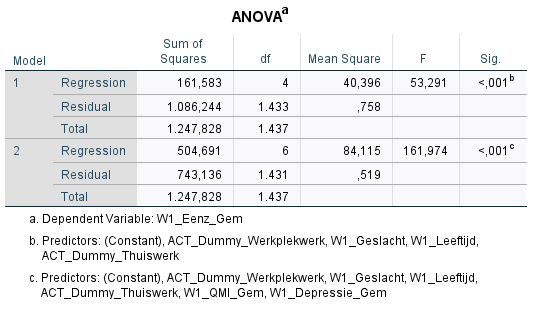 ANOVAa
Model Sum of Squares df Mean Square F Sig.
1 Regression 161,583 4 40,396 53,291 <,001b
Residual 1.086,244 1.433 ,758
Total 1.247,828 1.437
2 Regression 504,691 6 84,115 161,974 <,001c
Residual 743,136 1.431 ,519
Total 1.247,828 1.437
a. Dependent Variable: W1_Eenz_Gem
b. Predictors: (Constant), ACT_Dummy_Werkplekwerk, W1_Geslacht, W1_Leeftijd,
ACT_Dummy_Thuiswerk
c. Predictors: (Constant), ACT_Dummy_Werkplekwerk, W1_Geslacht, W1_Leeftijd,
ACT_Dummy_Thuiswerk, W1_QMI_Gem, W1_Depressie_Gem